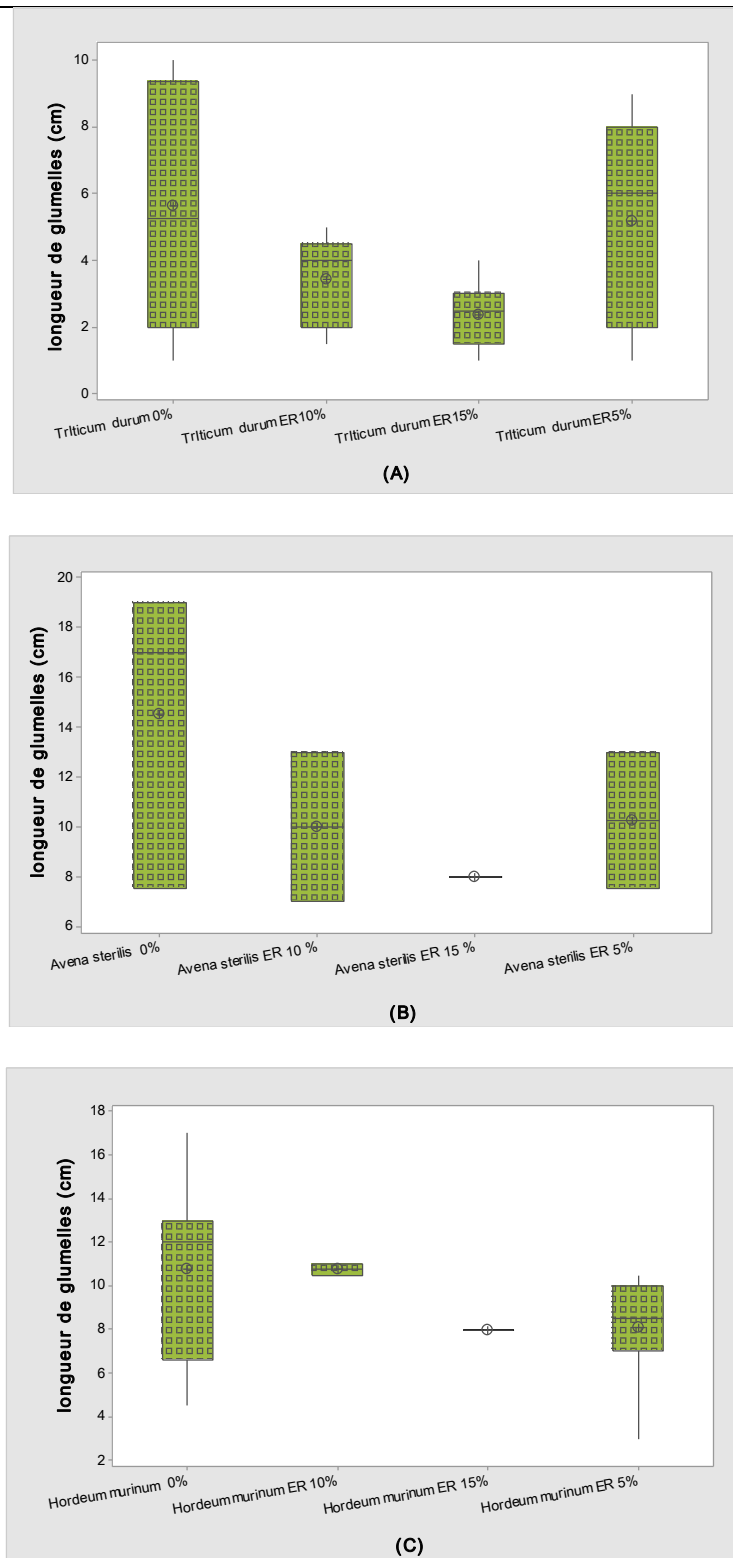 longueur de glumelles (cm)
10
8
6
4
2
0
TrIticum durum 0%
TrIticum durum ER10%
TrIticum durum ER15%
TrIticum durum ER5%
(A)
longueur de glumelles (cm)
20
18
16
14
12
10
8
6
Avena sterilis 0%
Avena sterilis ER 10 %
Avena sterilis ER 15 %
Avena sterilis ER 5%
(B)
longueur de glumelles (cm)
18
16
14
12
10
8
6
4
2
Hordeum murinum 0%
Hordeum murinum ER 10%
Hordeum murinum ER 15%
Hordeum murinum ER 5%
(C)